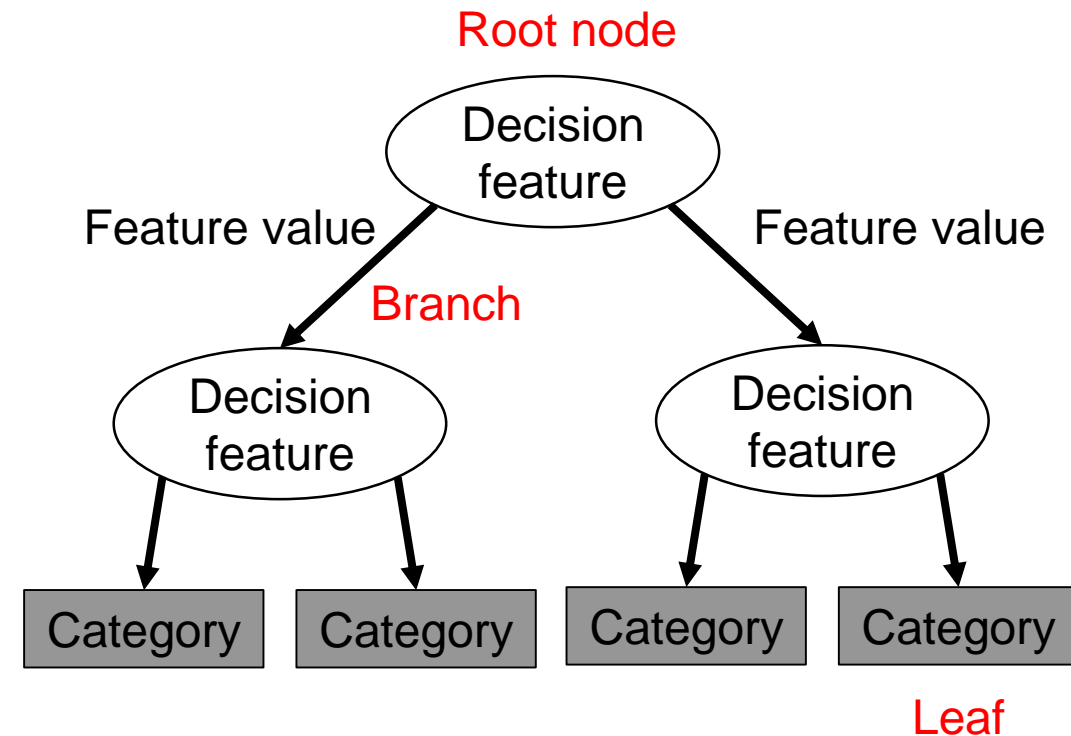 Root node
Decision
feature
Feature value
Feature value
Branch
Decision
feature
Decision
feature
Category
Category
Category
Category
Leaf